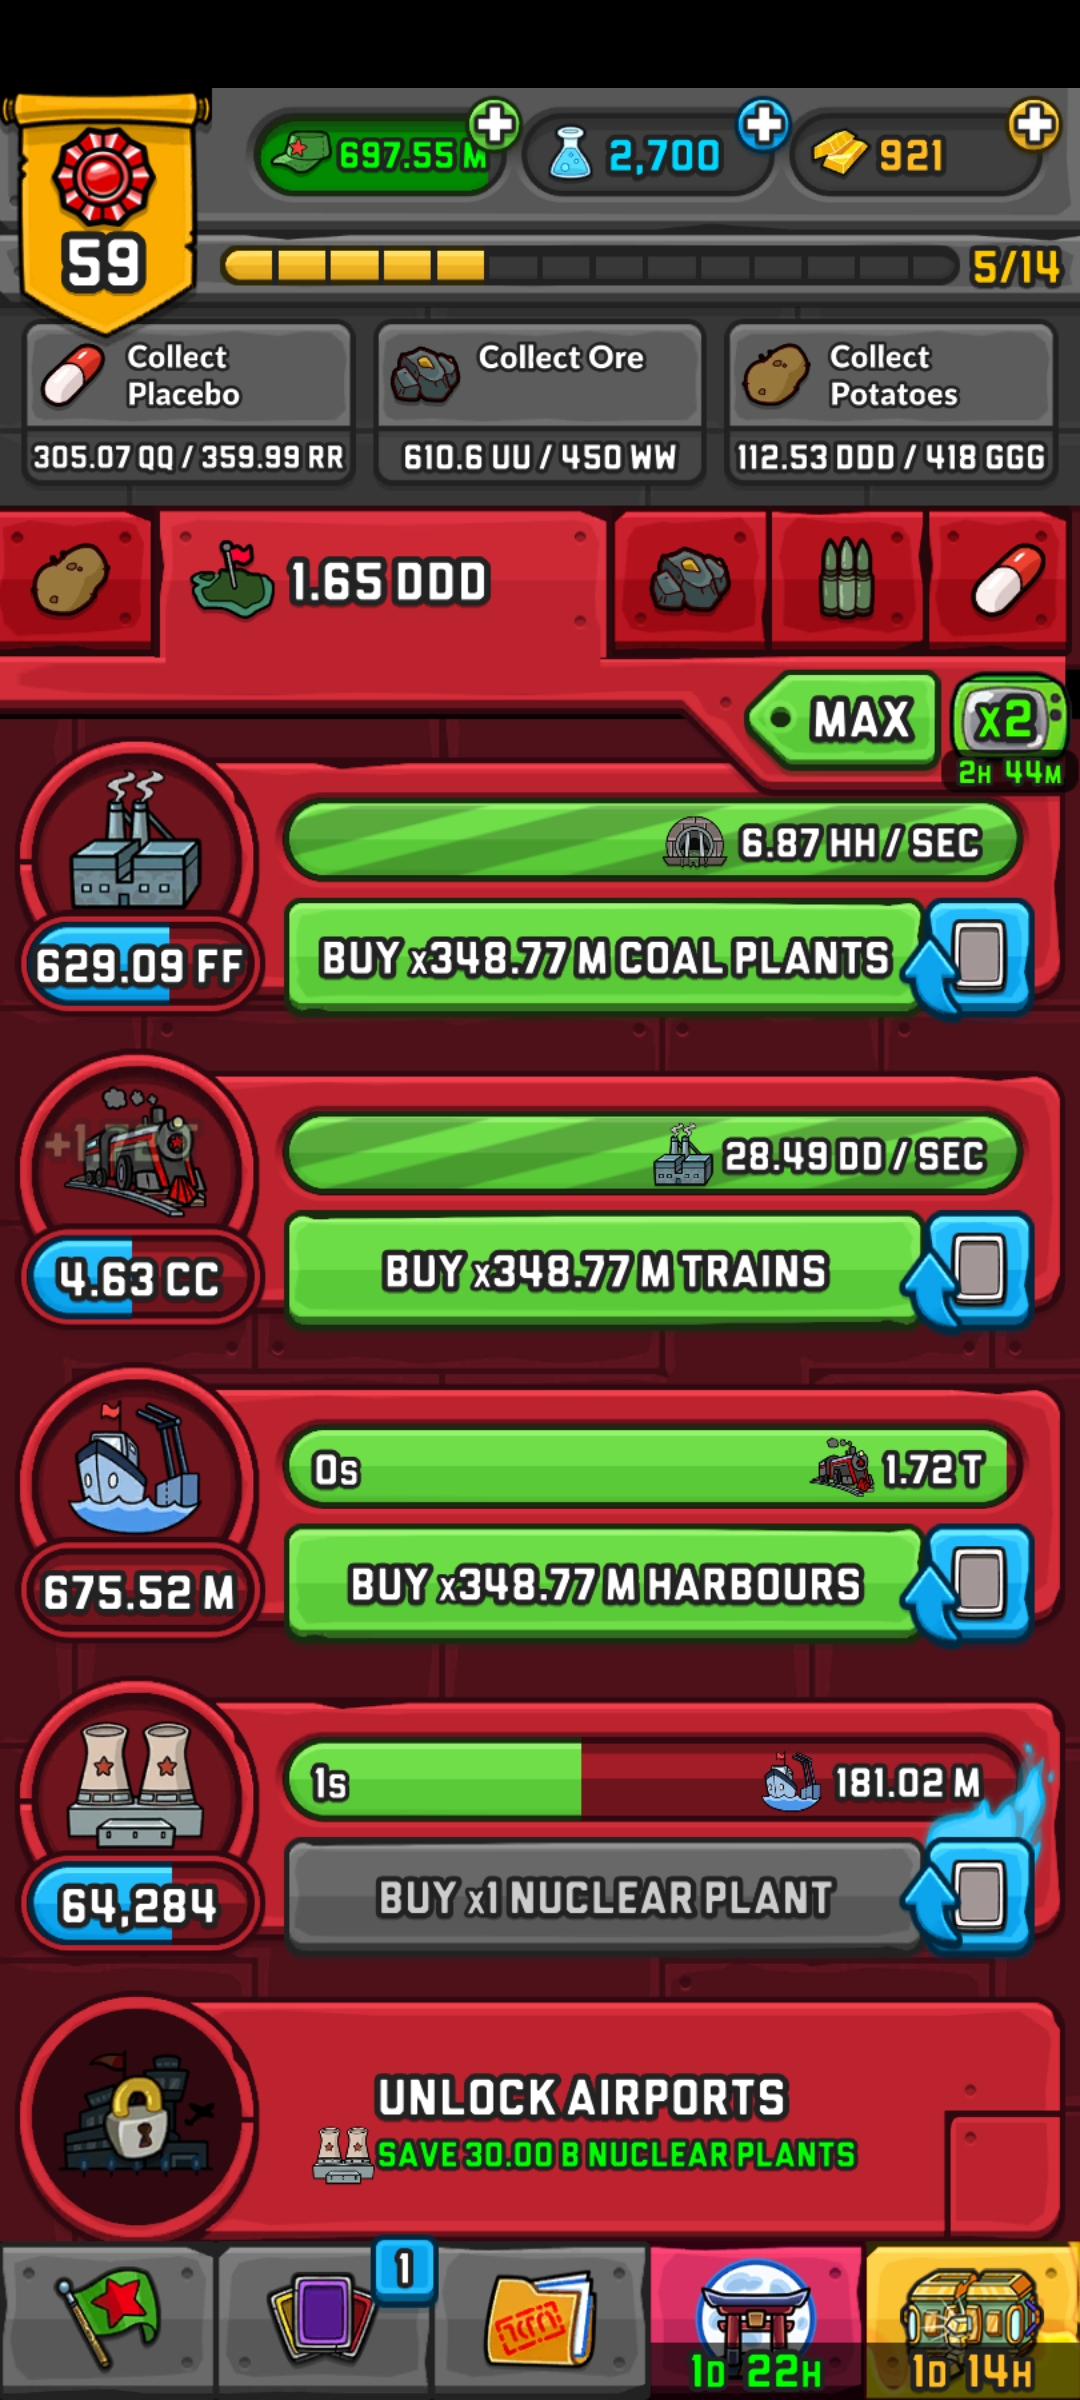 59
697.55 M
2,700
921
5/14
Collect Placebo
305.07 QQ / 359.99 RR
Collect Ore
610.6 UU / 450 WW
Collect Potatoes
112.53 DDD / 418 GGG
1.65 DDD
MAX
x2
2H 44M
6.87 HH / SEC
629.09 FF
BUY x348.77 M COAL PLANTS
28.49 DD / SEC
4.63 CC
BUY x348.77 M TRAINS
0s
1.72 T
675.52 M
BUY x348.77 M HARBOURS
1s
181.02 M
64,284
BUY x1 NUCLEAR PLANT
UNLOCK AIRPORTS
SAVE 30.00 B NUCLEAR PLANTS
1
1D 22H
1D 14H